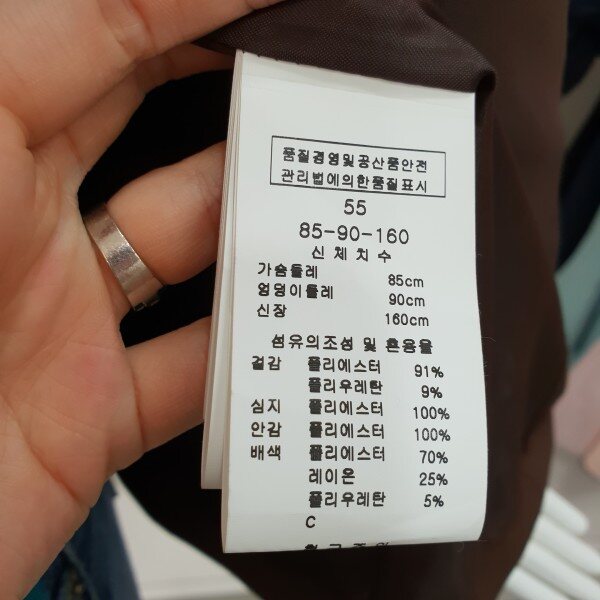 품질경영및공산품안전
관리법에의한품질표시
55
85-90-160
신체치수
가슴둘레 85cm
엉덩이둘레 90cm
신장 160cm
섬유의조성 및 혼용율
겉감 폴리에스터 91%
폴리우레탄 9%
심지 폴리에스터 100%
안감 폴리에스터 100%
배색 폴리에스터 70%
레이온 25%
폴리우레탄 5%
C